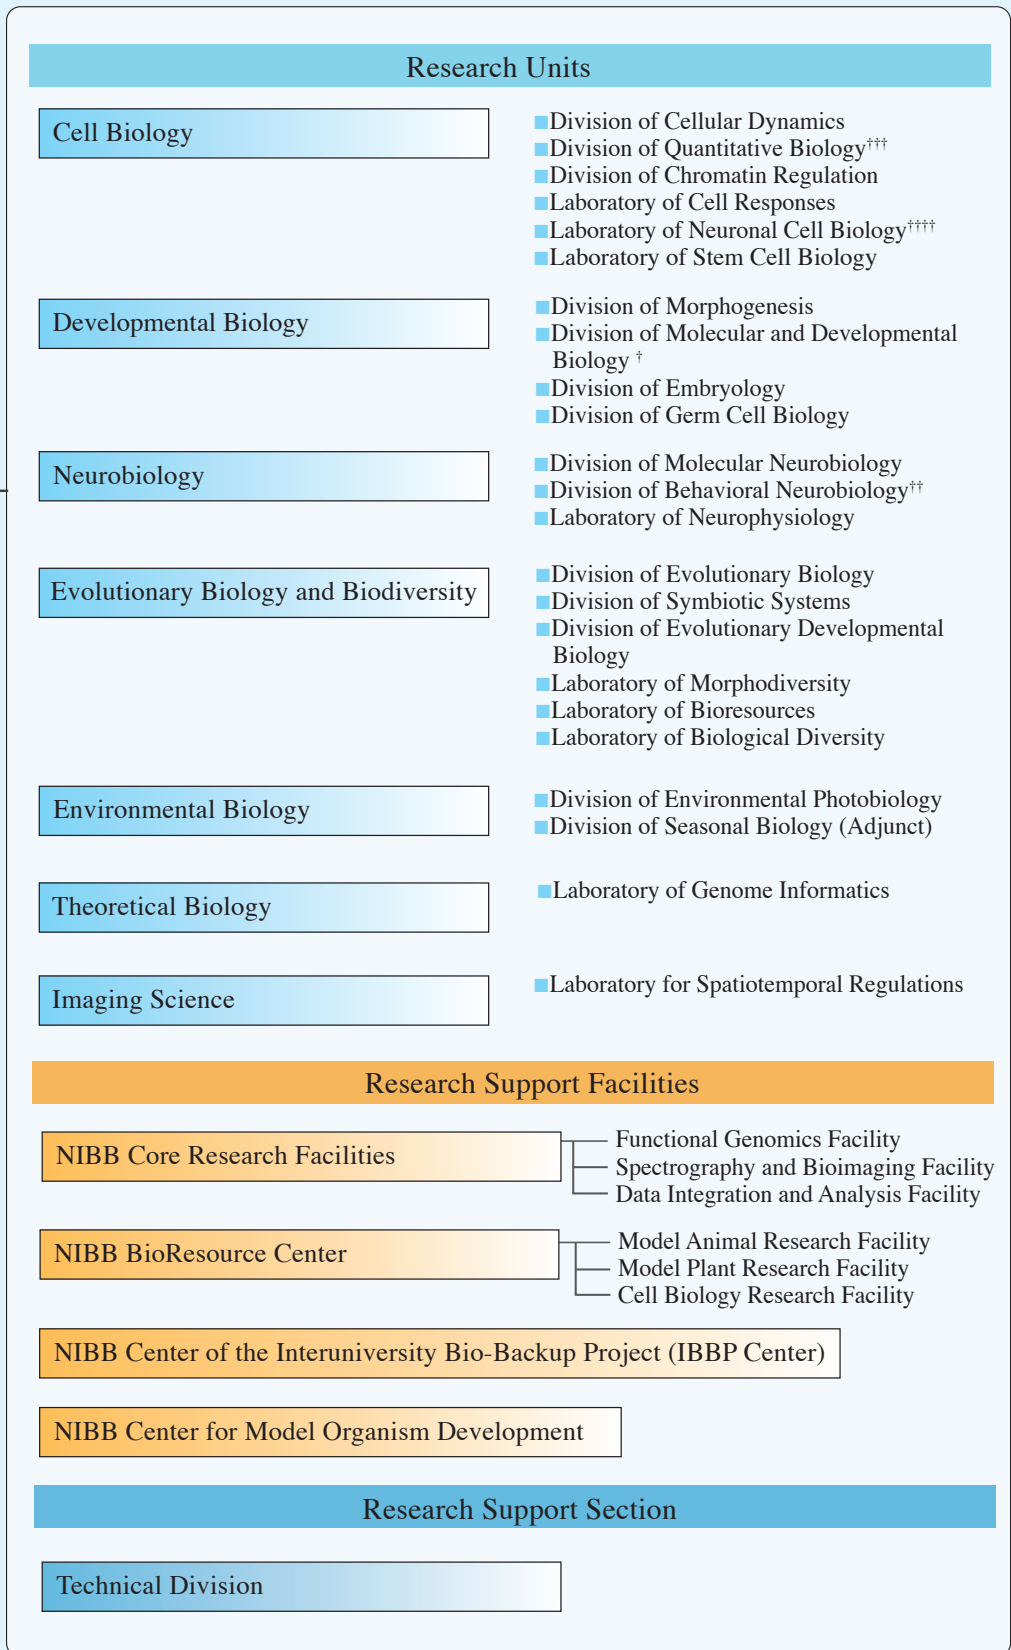 Research Units
Cell Biology
■Division of Cellular Dynamics
■Division of Quantitative Biology†††
■Division of Chromatin Regulation
■Laboratory of Cell Responses
■Laboratory of Neuronal Cell Biology††††
■Laboratory of Stem Cell Biology
Developmental Biology
■Division of Morphogenesis
■Division of Molecular and Developmental
Biology †
■Division of Embryology
■Division of Germ Cell Biology
Neurobiology
■Division of Molecular Neurobiology
■Division of Behavioral Neurobiology††
■Laboratory of Neurophysiology
Evolutionary Biology and Biodiversity
■Division of Evolutionary Biology
■Division of Symbiotic Systems
■Division of Evolutionary Developmental
Biology
■Laboratory of Morphodiversity
■Laboratory of Bioresources
■Laboratory of Biological Diversity
Environmental Biology
■Division of Environmental Photobiology
■Division of Seasonal Biology (Adjunct)
Theoretical Biology
■Laboratory of Genome Informatics
Imaging Science
■Laboratory for Spatiotemporal Regulations
Research Support Facilities
NIBB Core Research Facilities
Functional Genomics Facility
Spectrography and Bioimaging Facility
Data Integration and Analysis Facility
NIBB BioResource Center
Model Animal Research Facility
Model Plant Research Facility
Cell Biology Research Facility
NIBB Center of the Interuniversity Bio-Backup Project (IBBP Center)
NIBB Center for Model Organism Development
Research Support Section
Technical Division